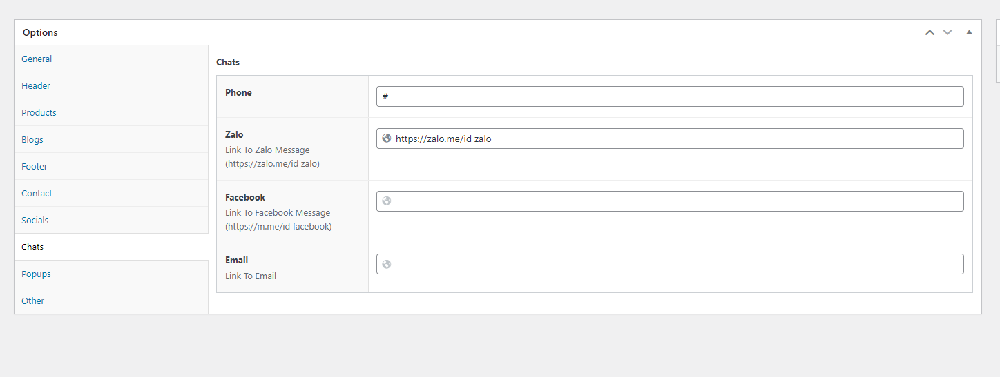 Options
General
Header
Products
Blogs
Footer
Contact
Socials
Chats
Popups
Other
Chats
Phone
#
Zalo
Link To Zalo Message
(https://zalo.me/id zalo)
https://zalo.me/id zalo
Facebook
Link To Facebook Message
(https://m.me/id facebook)
Email
Link To Email